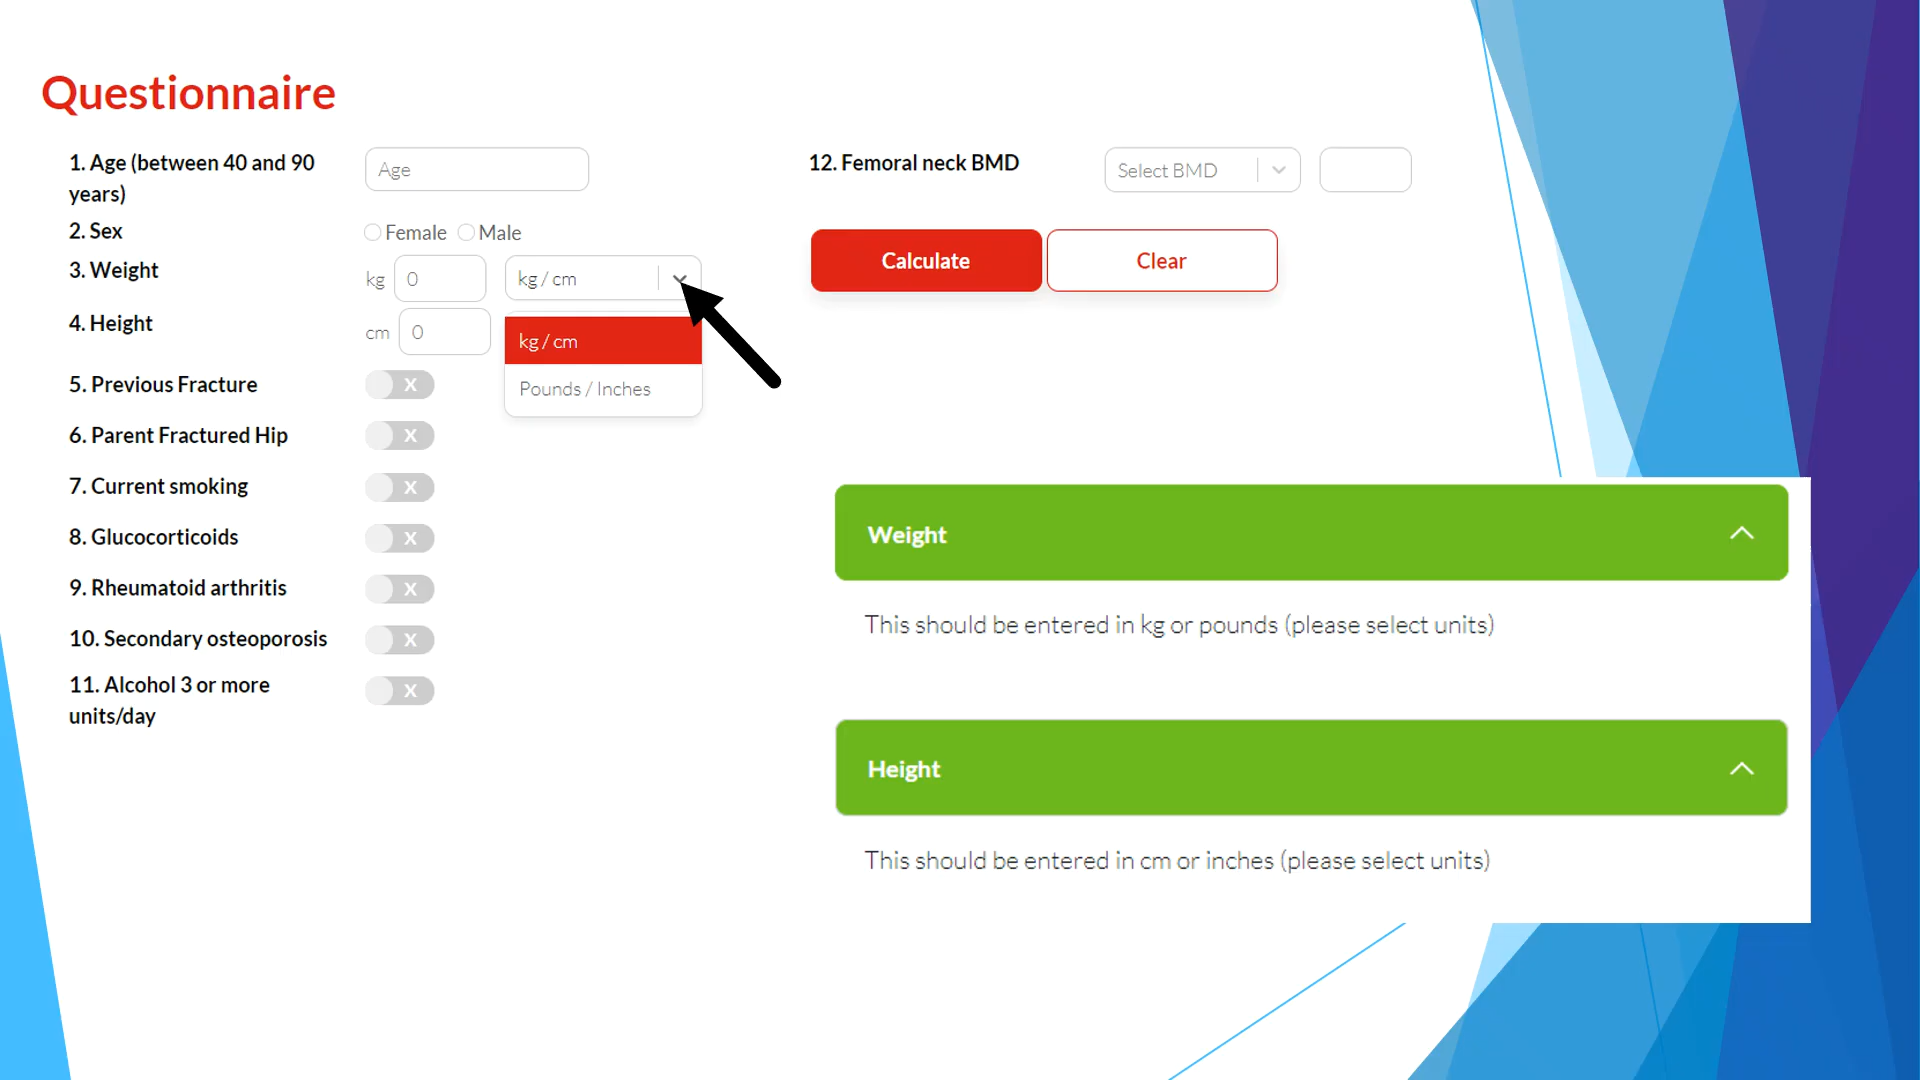 Questionnaire
1. Age (between 40 and 90
years)
Age
2. Sex
Female
Male
3. Weight
kg
0
kg / cm
4. Height
cm
0
kg / cm
Pounds / Inches
5. Previous Fracture
X
6. Parent Fractured Hip
X
7. Current smoking
X
8. Glucocorticoids
X
9. Rheumatoid arthritis
X
10. Secondary osteoporosis
X
11. Alcohol 3 or more
units/day
X
12. Femoral neck BMD
Select BMD
Calculate
Clear
Weight
This should be entered in kg or pounds (please select units)
Height
This should be entered in cm or inches (please select units)